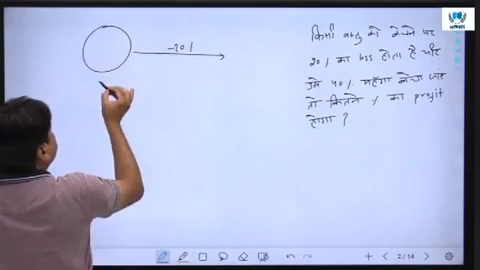 -20%
किसी वस्तु को बेचने पर
20% का loss होता है यदि
उसे 40% महँगा बेचा जाए
तो कितने % का profit
होगा ?
2/14